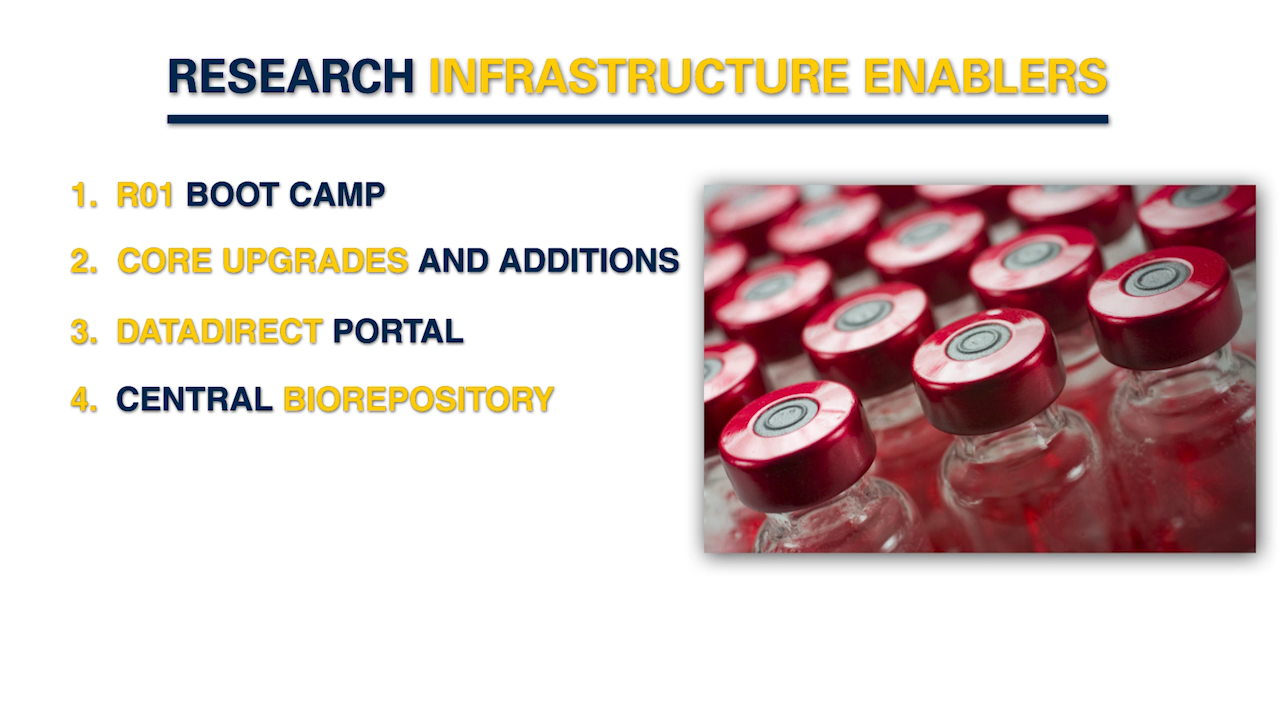 RESEARCH INFRASTRUCTURE ENABLERS
1. R01 BOOT CAMP
2. CORE UPGRADES AND ADDITIONS
3. DATADIRECT PORTAL
4. CENTRAL BIOREPOSITORY